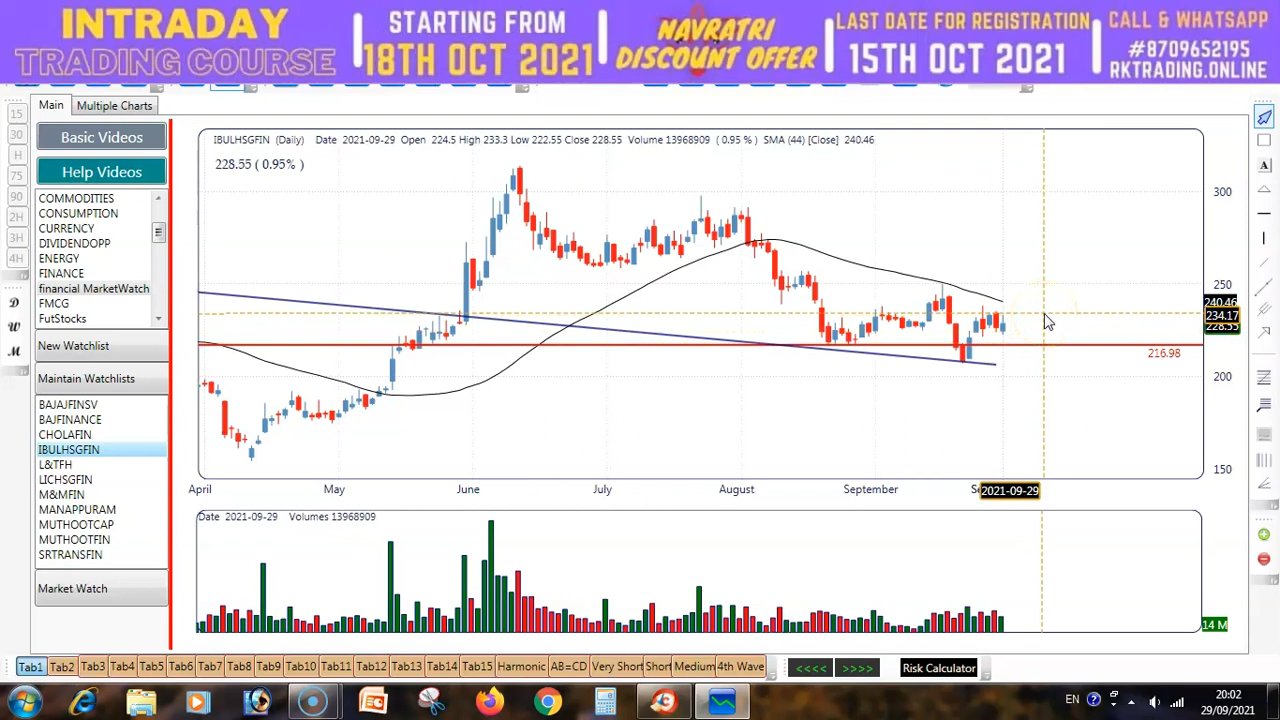 INTRADAY
TRADING COURSE
STARTING FROM
18TH OCT 2021
NAVRATRI
DISCOUNT OFFER
LAST DATE FOR REGISTRATION
15TH OCT 2021
CALL & WHATSAPP
#8709652195
RKTRADING.ONLINE
Main
Multiple Charts
15
30
H
75
90
2H
3H
4H
D
W
M
Basic Videos
Help Videos
COMMODITIES
CONSUMPTION
CURRENCY
DIVIDENDOPP
ENERGY
FINANCE
financial MarketWatch
FMCG
FutStocks
New Watchlist
Maintain Watchlists
BAJAJFINSV
BAJFINANCE
CHOLAFIN
IBULHSGFIN
L&TFH
LICHSGFIN
M&MFIN
MANAPPURAM
MUTHOOTCAP
MUTHOOTFIN
SRTRANSFIN
Market Watch
IBULHSGFIN (Daily) Date 2021-09-29 Open 224.5 High 233.3 Low 222.55 Close 228.55 Volume 13968909 ( 0.95 % ) SMA (44) [Close] 240.46
228.55 ( 0.95% )
300
250
240.46
234.17
228.55
216.98
200
150
April May June July August September 2021-09-29
Date 2021-09-29 Volumes 13968909
14 M
A
Tab1 Tab2 Tab3 Tab4 Tab5 Tab6 Tab7 Tab8 Tab9 Tab10 Tab11 Tab12 Tab13 Tab14 Tab15 Harmonic AB=CD Very Short Short Medium 4th Wave <<<< >>>> Risk Calculator
EN
20:02
29/09/2021